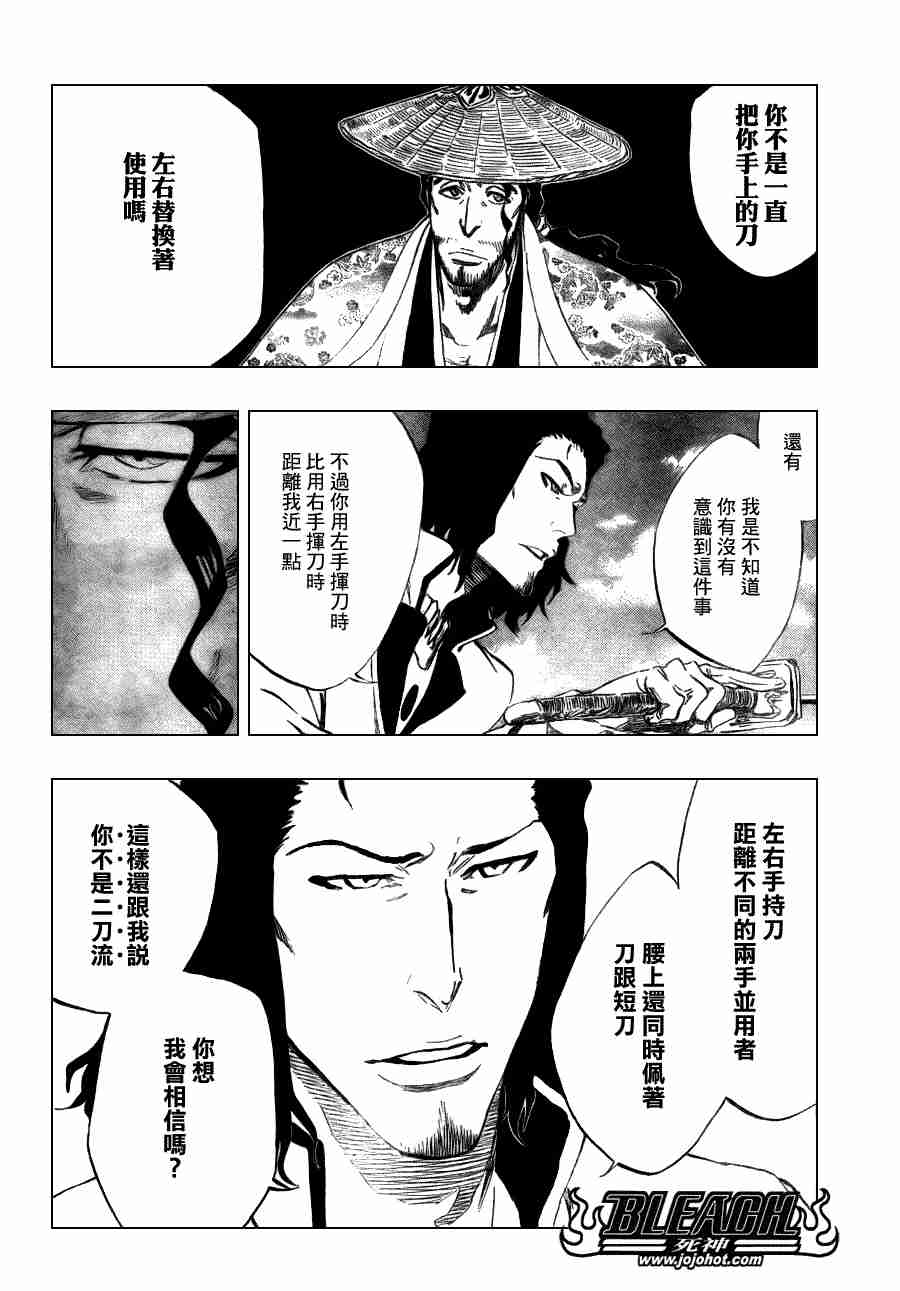 你不是一直
把你手上的刀
左右替換著
使用嗎
還有
我是不知道
你有沒有
意識到這件事
不過你用左手揮刀時
比用右手揮刀時
距離我近一點
左右手持刀
距離不同的兩手並用者
腰上還同時佩著
刀跟短刀
這樣還跟我説
你不是二刀流
你想
我會相信嗎?
BLEACH
死神
www.jojohot.com